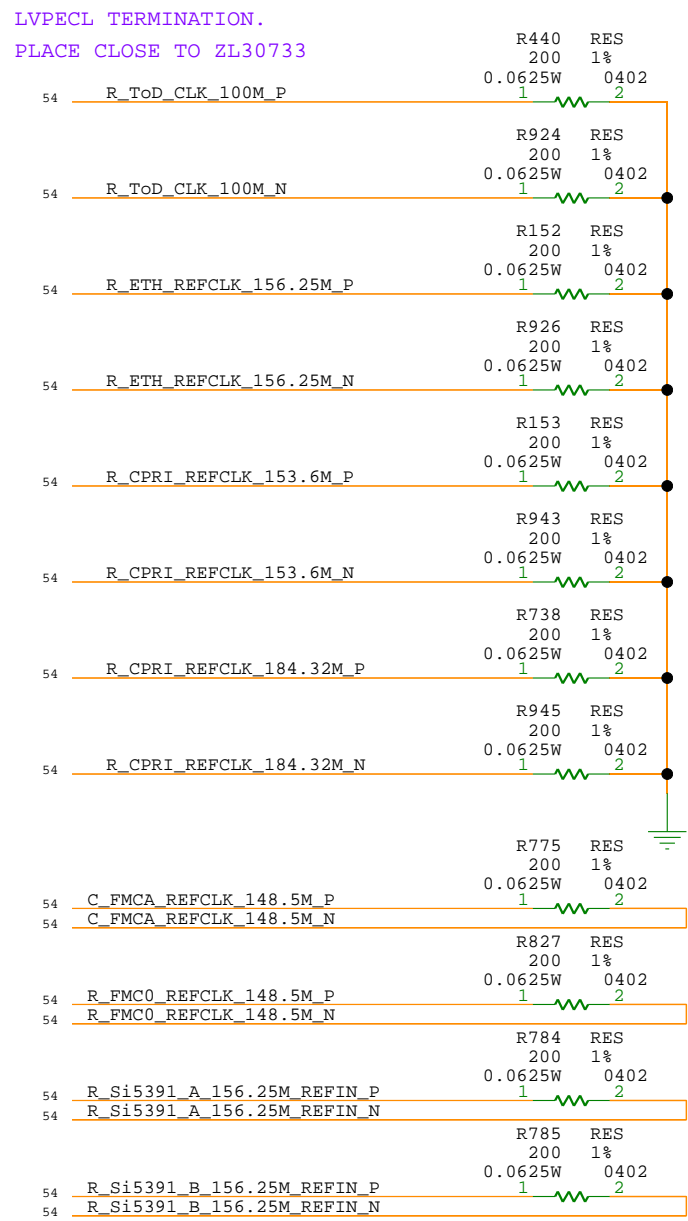 LVPECL TERMINATION.
PLACE CLOSE TO ZL30733
R440 RES
200 1%
0.0625W 0402
54 R_ToD_CLK_100M_P 1 2
R924 RES
200 1%
0.0625W 0402
54 R_ToD_CLK_100M_N 1 2
R152 RES
200 1%
0.0625W 0402
54 R_ETH_REFCLK_156.25M_P 1 2
R926 RES
200 1%
0.0625W 0402
54 R_ETH_REFCLK_156.25M_N 1 2
R153 RES
200 1%
0.0625W 0402
54 R_CPRI_REFCLK_153.6M_P 1 2
R943 RES
200 1%
0.0625W 0402
54 R_CPRI_REFCLK_153.6M_N 1 2
R738 RES
200 1%
0.0625W 0402
54 R_CPRI_REFCLK_184.32M_P 1 2
R945 RES
200 1%
0.0625W 0402
54 R_CPRI_REFCLK_184.32M_N 1 2
R775 RES
200 1%
0.0625W 0402
54 C_FMCA_REFCLK_148.5M_P 1 2
54 C_FMCA_REFCLK_148.5M_N
R827 RES
200 1%
0.0625W 0402
54 R_FMC0_REFCLK_148.5M_P 1 2
54 R_FMC0_REFCLK_148.5M_N
R784 RES
200 1%
0.0625W 0402
54 R_Si5391_A_156.25M_REFIN_P 1 2
54 R_Si5391_A_156.25M_REFIN_N
R785 RES
200 1%
0.0625W 0402
54 R_Si5391_B_156.25M_REFIN_P 1 2
54 R_Si5391_B_156.25M_REFIN_N